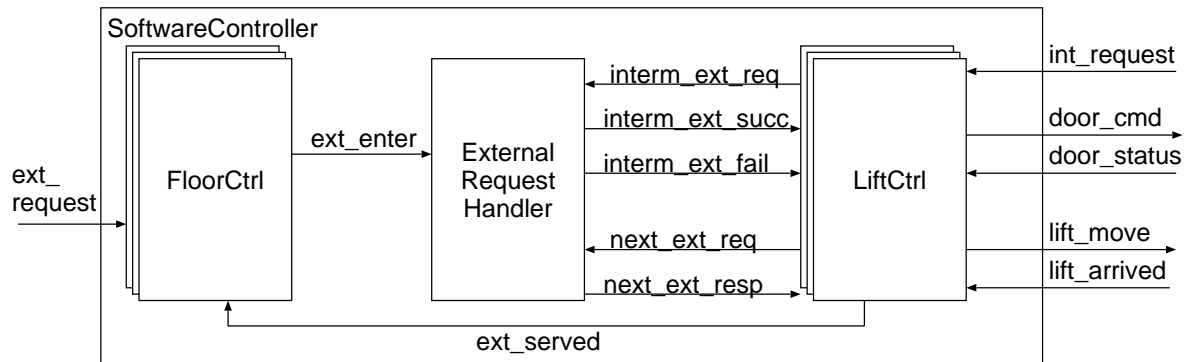 SoftwareController
ext_
request
FloorCtrl
ext_enter
External
Request
Handler
interm_ext_req
interm_ext_succ
interm_ext_fail
next_ext_req
next_ext_resp
ext_served
LiftCtrl
int_request
door_cmd
door_status
lift_move
lift_arrived